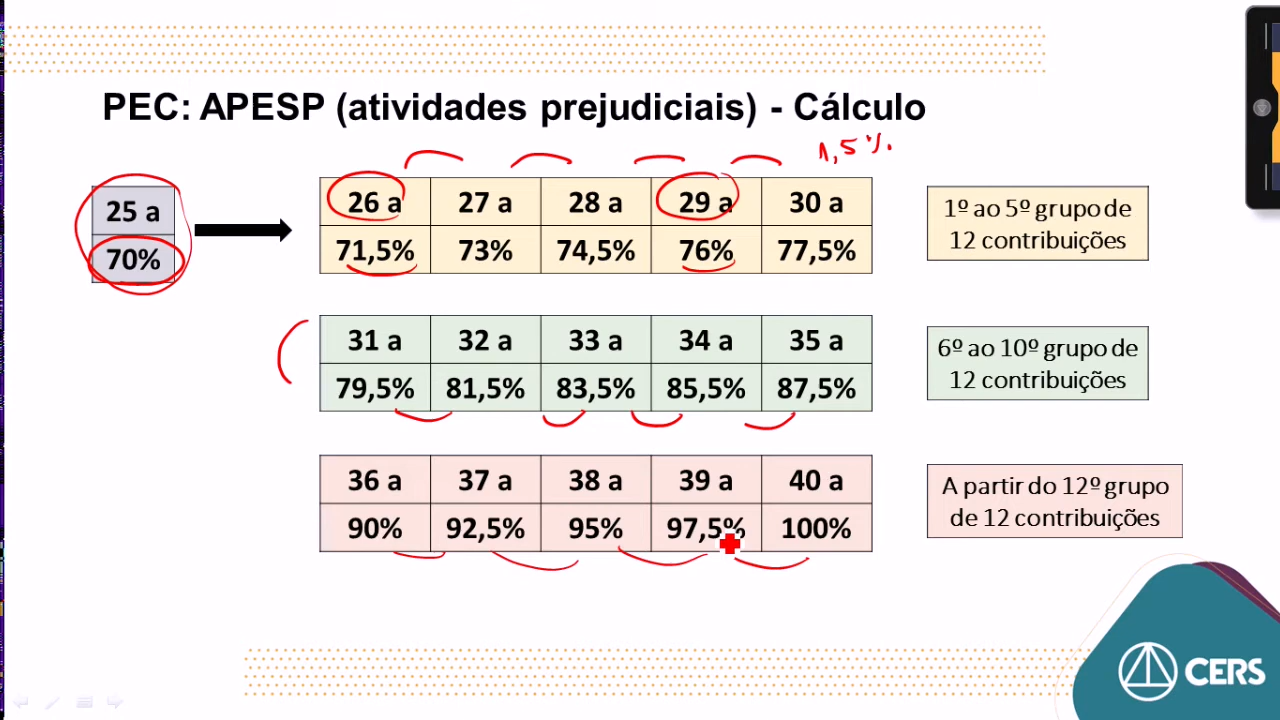 PEC: APESP (atividades prejudiciais) - Cálculo
1,5%
25 a
70%
26 a 27 a 28 a 29 a 30 a
71,5% 73% 74,5% 76% 77,5%
1º ao 5º grupo de
12 contribuições
31 a 32 a 33 a 34 a 35 a
79,5% 81,5% 83,5% 85,5% 87,5%
6º ao 10º grupo de
12 contribuições
36 a 37 a 38 a 39 a 40 a
90% 92,5% 95% 97,5% 100%
A partir do 12º grupo
de 12 contribuições
CERS